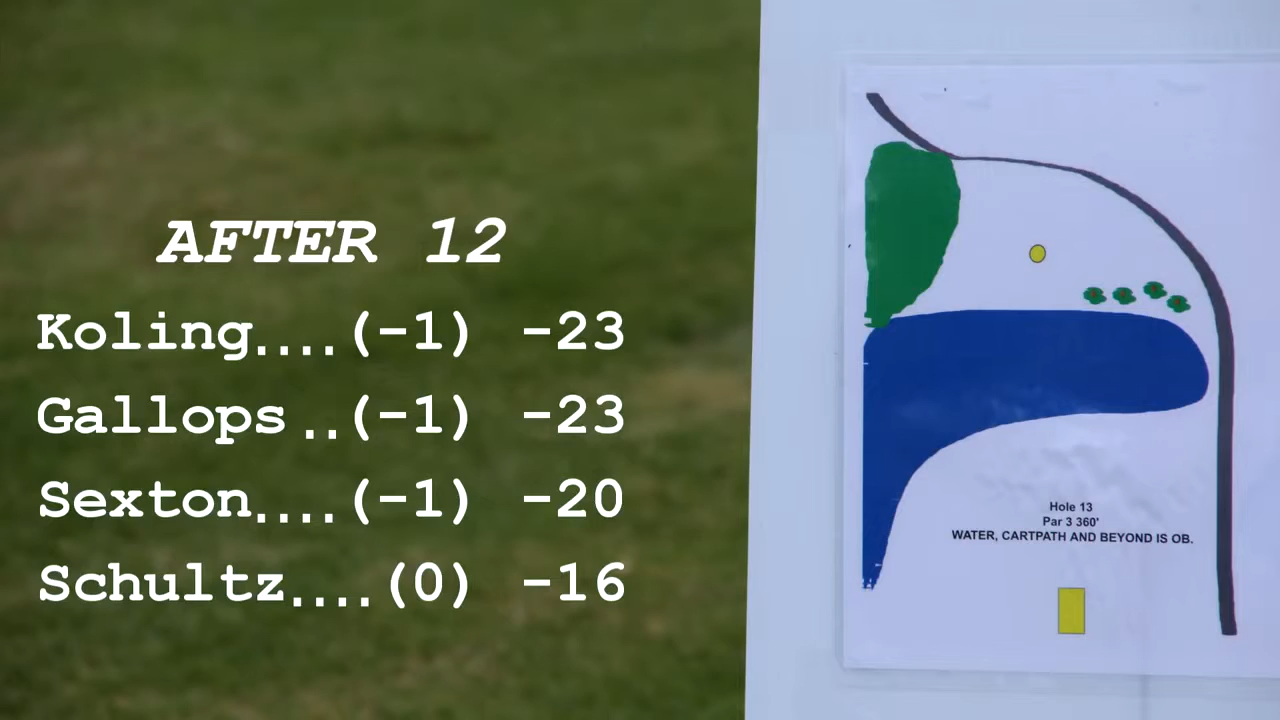 AFTER 12
Koling....(-1) -23
Gallops ..(-1) -23
Sexton....(-1) -20
Schultz....(0) -16
Hole 13
Par 3 360'
WATER, CARTPATH AND BEYOND IS OB.